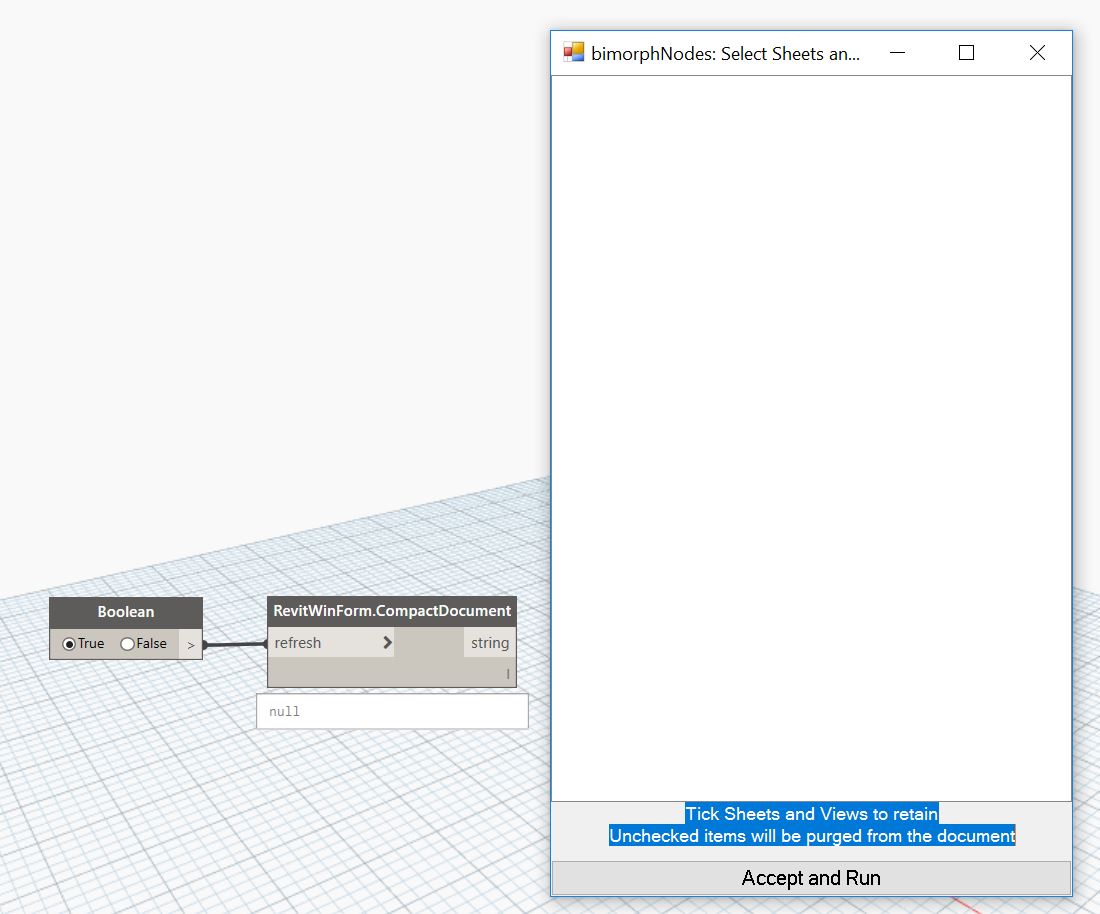 bimorphNodes: Select Sheets an...
Boolean
True False >
RevitWinForm.CompactDocument
refresh > string
l
null
Tick Sheets and Views to retain
Unchecked items will be purged from the document
Accept and Run